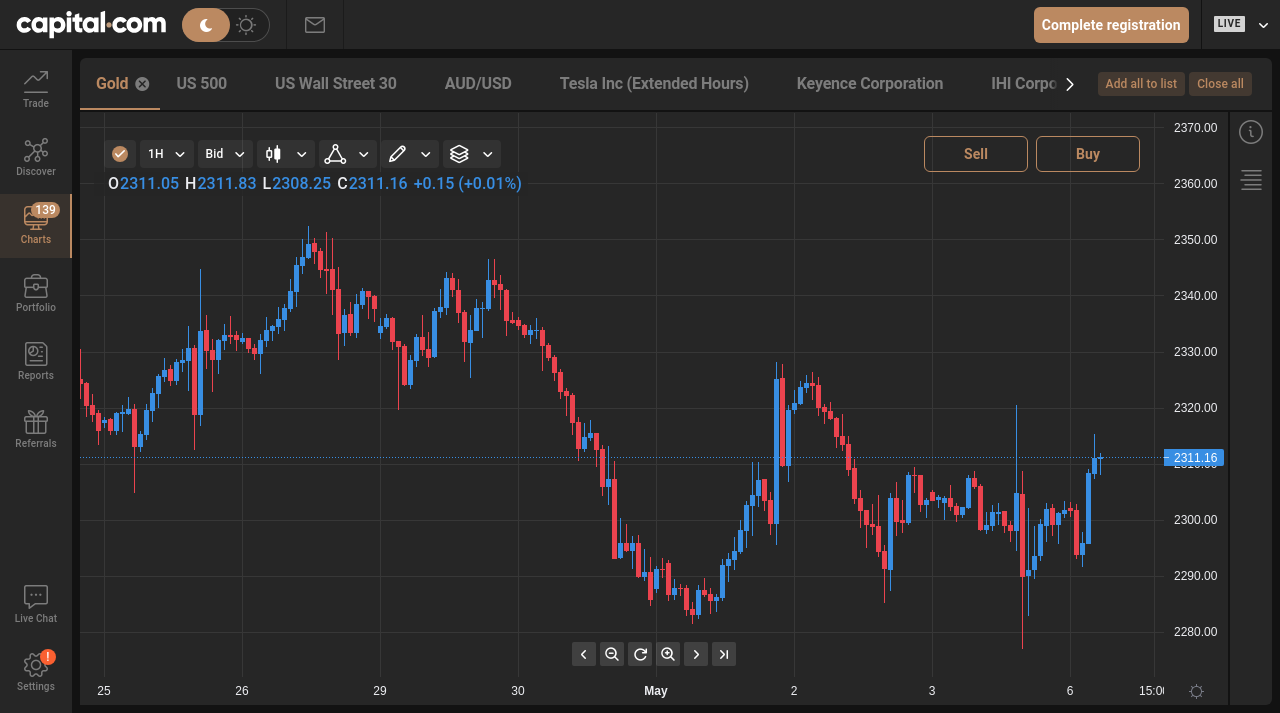 capital.com
Complete registration
LIVE
Trade
Discover
139
Charts
Portfolio
Reports
Referrals
Live Chat
!
Settings
Gold US 500 US Wall Street 30 AUD/USD Tesla Inc (Extended Hours) Keyence Corporation IHI Corpo
Add all to list Close all
1H Bid
Sell Buy
O2311.05 H2311.83 L2308.25 C2311.16 +0.15 (+0.01%)
2370.00
2360.00
2350.00
2340.00
2330.00
2320.00
2311.16
2310.00
2300.00
2290.00
2280.00
25 26 29 30 May 2 3 6 15:00